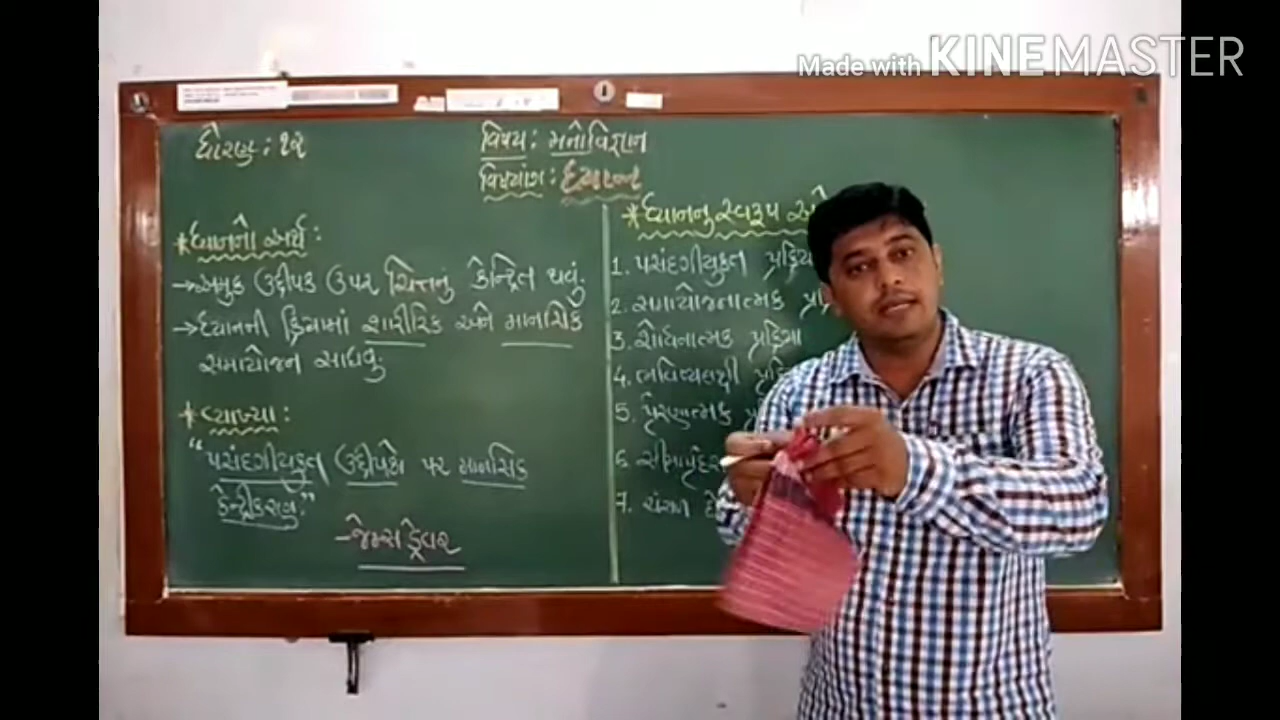 Made with KINEMASTER
ધોરણ : ૧૨
વિષય : મનોવિજ્ઞાન
વિષયાંગ : ધ્યાન
* ધ્યાનનો અર્થ :
→ અમુક ઉદ્દીપક ઉપર ચિત્તનું કેન્દ્રિત થવું.
→ ધ્યાનની ક્રિયામાં શારીરિક અને માનસિક
સમાયોજન સાધવું.
* વ્યાખ્યા :
“પસંદગીયુક્ત ઉદ્દીપકો પર માનસિક
કેન્દ્રીકરણ.”
- જેમ્સ ડ્રેવર
* ધ્યાનનું સ્વરૂપ
1. પસંદગીયુક્ત પ્રક્રિયા
2. સમાયોજનાત્મક
3. શોધનાત્મક પ્રક્રિયા
4. ભવિષ્યલક્ષી
5. પ્રેરણાત્મક
6.
7. ચંચળ